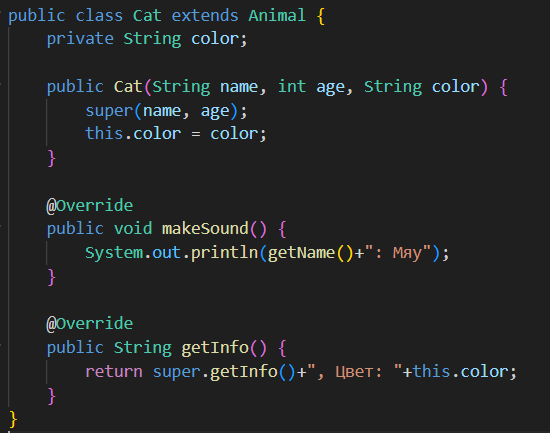 public class Cat extends Animal {
    private String color;

    public Cat(String name, int age, String color) {
        super(name, age);
        this.color = color;
    }

    @Override
    public void makeSound() {
        System.out.println(getName()+": Мяу");
    }

    @Override
    public String getInfo() {
        return super.getInfo()+", Цвет: "+this.color;
    }
}